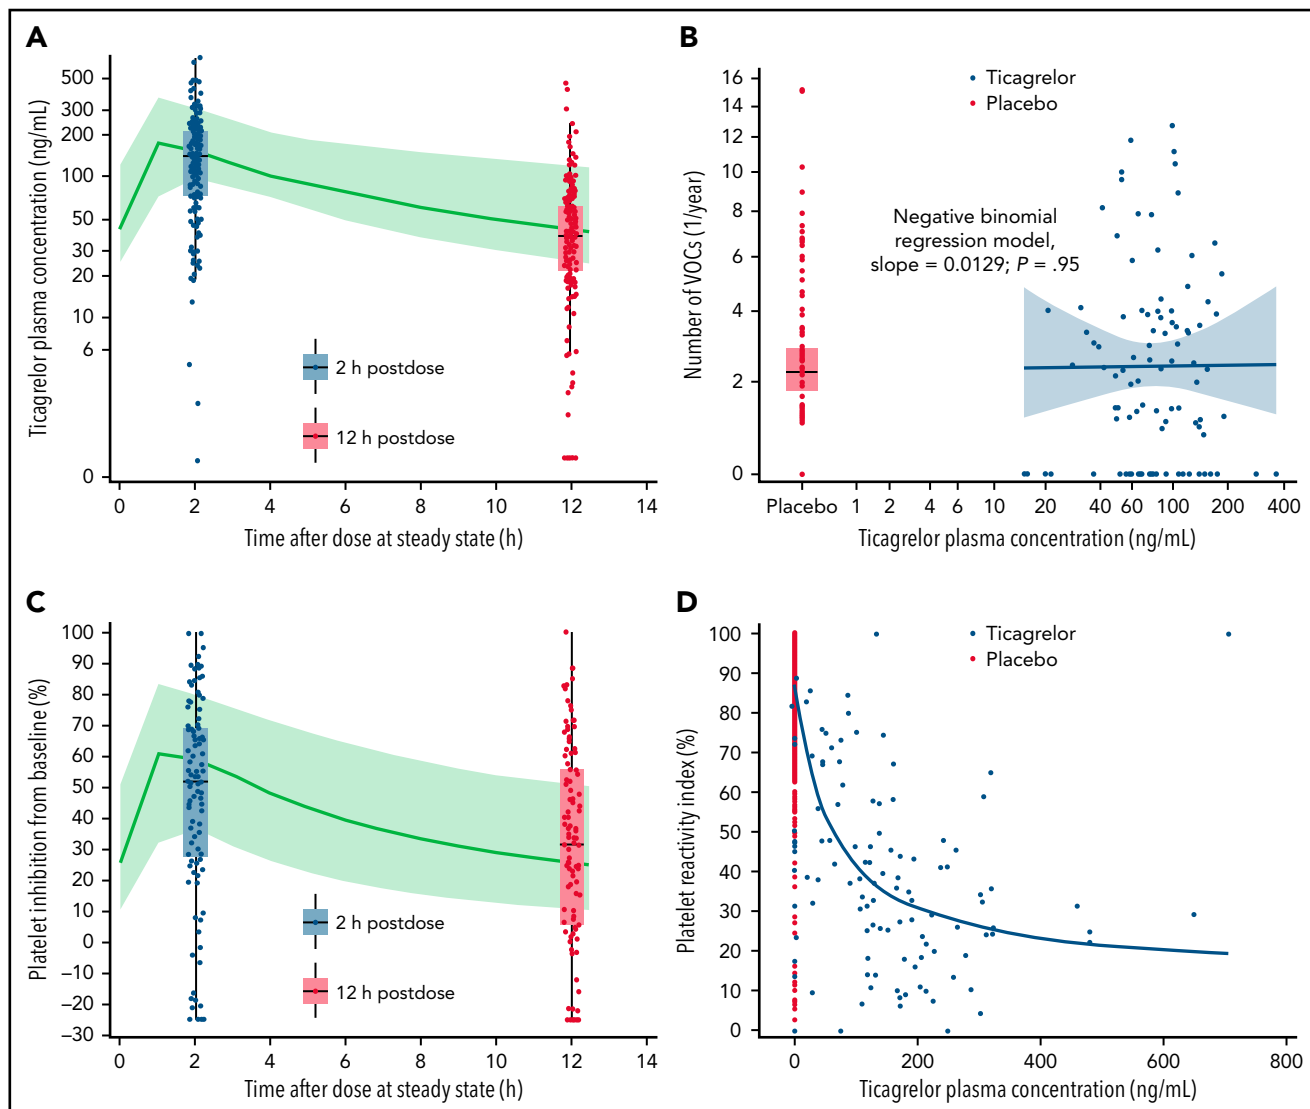 A
Ticagrelor plasma concentration (ng/mL)
500
300
200
100
50
30
20
10
6
0
2 h postdose
12 h postdose
0 2 4 6 8 10 12 14
Time after dose at steady state (h)
B
Number of VOCs (1/year)
16
14
12
10
8
6
4
2
0
Ticagrelor
Placebo
Negative binomial
regression model,
slope = 0.0129; P = .95
Placebo 1 2 4 6 10 20 40 60 100 200 400
Ticagrelor plasma concentration (ng/mL)
C
Platelet inhibition from baseline (%)
100
90
80
70
60
50
40
30
20
10
0
–10
–20
–30
2 h postdose
12 h postdose
0 2 4 6 8 10 12 14
Time after dose at steady state (h)
D
Platelet reactivity index (%)
100
90
80
70
60
50
40
30
20
10
0
Ticagrelor
Placebo
0 200 400 600 800
Ticagrelor plasma concentration (ng/mL)